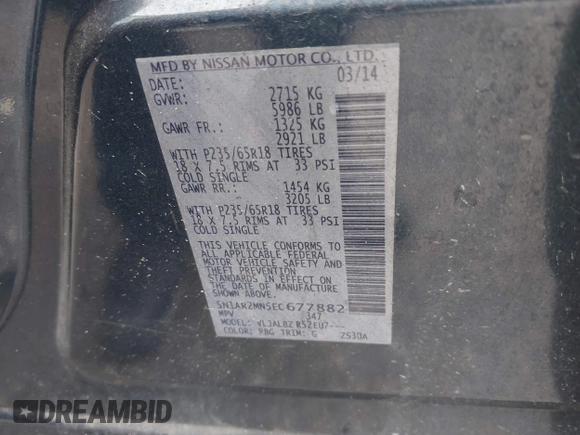 MFD BY NISSAN MOTOR CO., LTD.
DATE: 03/14
GVWR: 2715 KG
5986 LB
GAWR FR.: 1325 KG
2921 LB
WITH P235/65R18 TIRES
18 X 7.5 RIMS AT 33 PSI
COLD SINGLE
GAWR RR.: 1454 KG
3205 LB
WITH P235/65R18 TIRES
18 X 7.5 RIMS AT 33 PSI
COLD SINGLE
THIS VEHICLE CONFORMS TO
ALL APPLICABLE FEDERAL
MOTOR VEHICLE SAFETY AND
THEFT PREVENTION
STANDARDS IN EFFECT
ON THE DATE OF
MANUFACTURE SHOWN ABOVE.
5N1AR2MN5EC677882
MPV 347
MODEL:
COLOR: TRIM: G 2S30A
DREAMBID